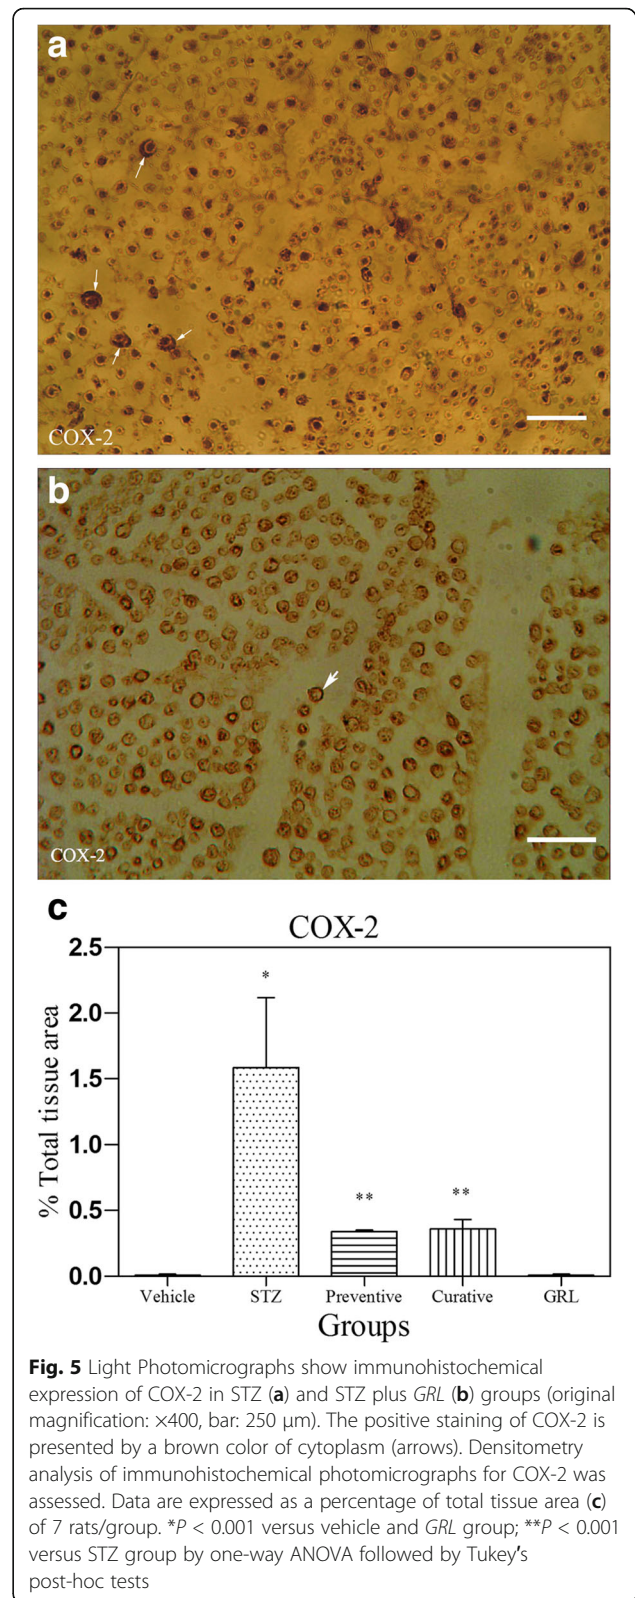 a
COX-2
b
COX-2
c
COX-2
2.5
2.0
1.5
1.0
0.5
0.0
% Total tissue area
*
**
**
Vehicle STZ Preventive Curative GRL
Groups
Fig. 5 Light Photomicrographs show immunohistochemical
expression of COX-2 in STZ (a) and STZ plus GRL (b) groups (original
magnification: ×400, bar: 250 μm). The positive staining of COX-2 is
presented by a brown color of cytoplasm (arrows). Densitometry
analysis of immunohistochemical photomicrographs for COX-2 was
assessed. Data are expressed as a percentage of total tissue area (c)
of 7 rats/group. *P < 0.001 versus vehicle and GRL group; **P < 0.001
versus STZ group by one-way ANOVA followed by Tukey′s
post-hoc tests